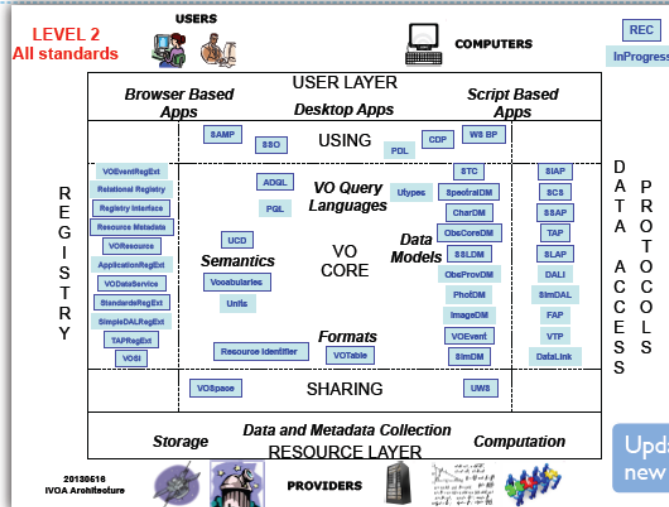 LEVEL 2
All standards
USERS
COMPUTERS
REC
InProgress
USER LAYER
Browser Based
Apps
Desktop Apps
Script Based
Apps
USING
SAMP
SSO
PDL
CDP
WS BP
REGISTRY
VOEventRegExt
Relational Registry
Registry Interface
Resource Metadata
VOResource
ApplicationRegExt
VODataService
StandardsRegExt
SimpleDALRegExt
TAPRegExt
VOSI
ADQL
PQL
VO Query
Languages
UCD
Semantics
Vocabularies
Units
VO
CORE
Formats
Resource Identifier
VOTable
Utypes
Data
Models
STC
SpectralDM
CharDM
ObsCoreDM
SSLDM
ObsProvDM
PhotDM
ImageDM
VOEvent
SimDM
SIAP
SCS
SSAP
TAP
SLAP
DALI
SimDAL
FAP
VTP
DataLink
DATA ACCESS
PROTOCOLS
VOSpace
SHARING
UWS
Data and Metadata Collection
Storage
Computation
RESOURCE LAYER
PROVIDERS
20130516
IVOA Architecture
Upda
new